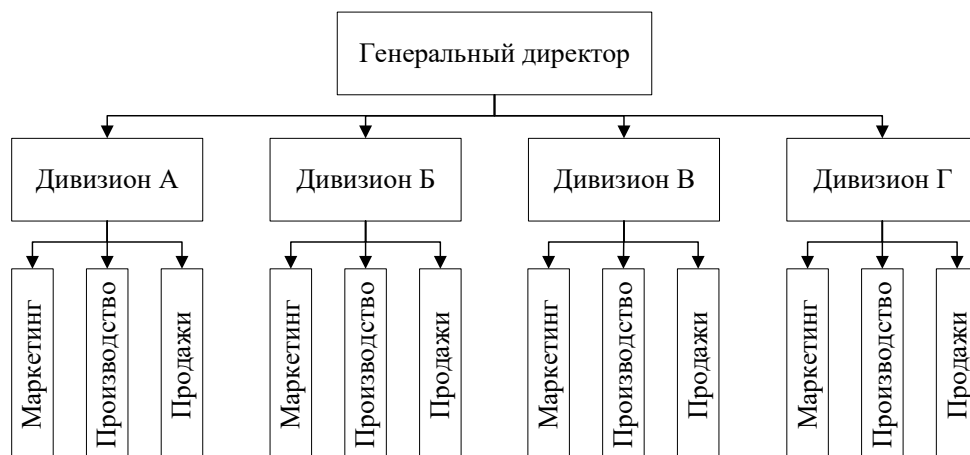 Генеральный директор
Дивизион А
Дивизион Б
Дивизион В
Дивизион Г
Маркетинг
Производство
Продажи
Маркетинг
Производство
Продажи
Маркетинг
Производство
Продажи
Маркетинг
Производство
Продажи